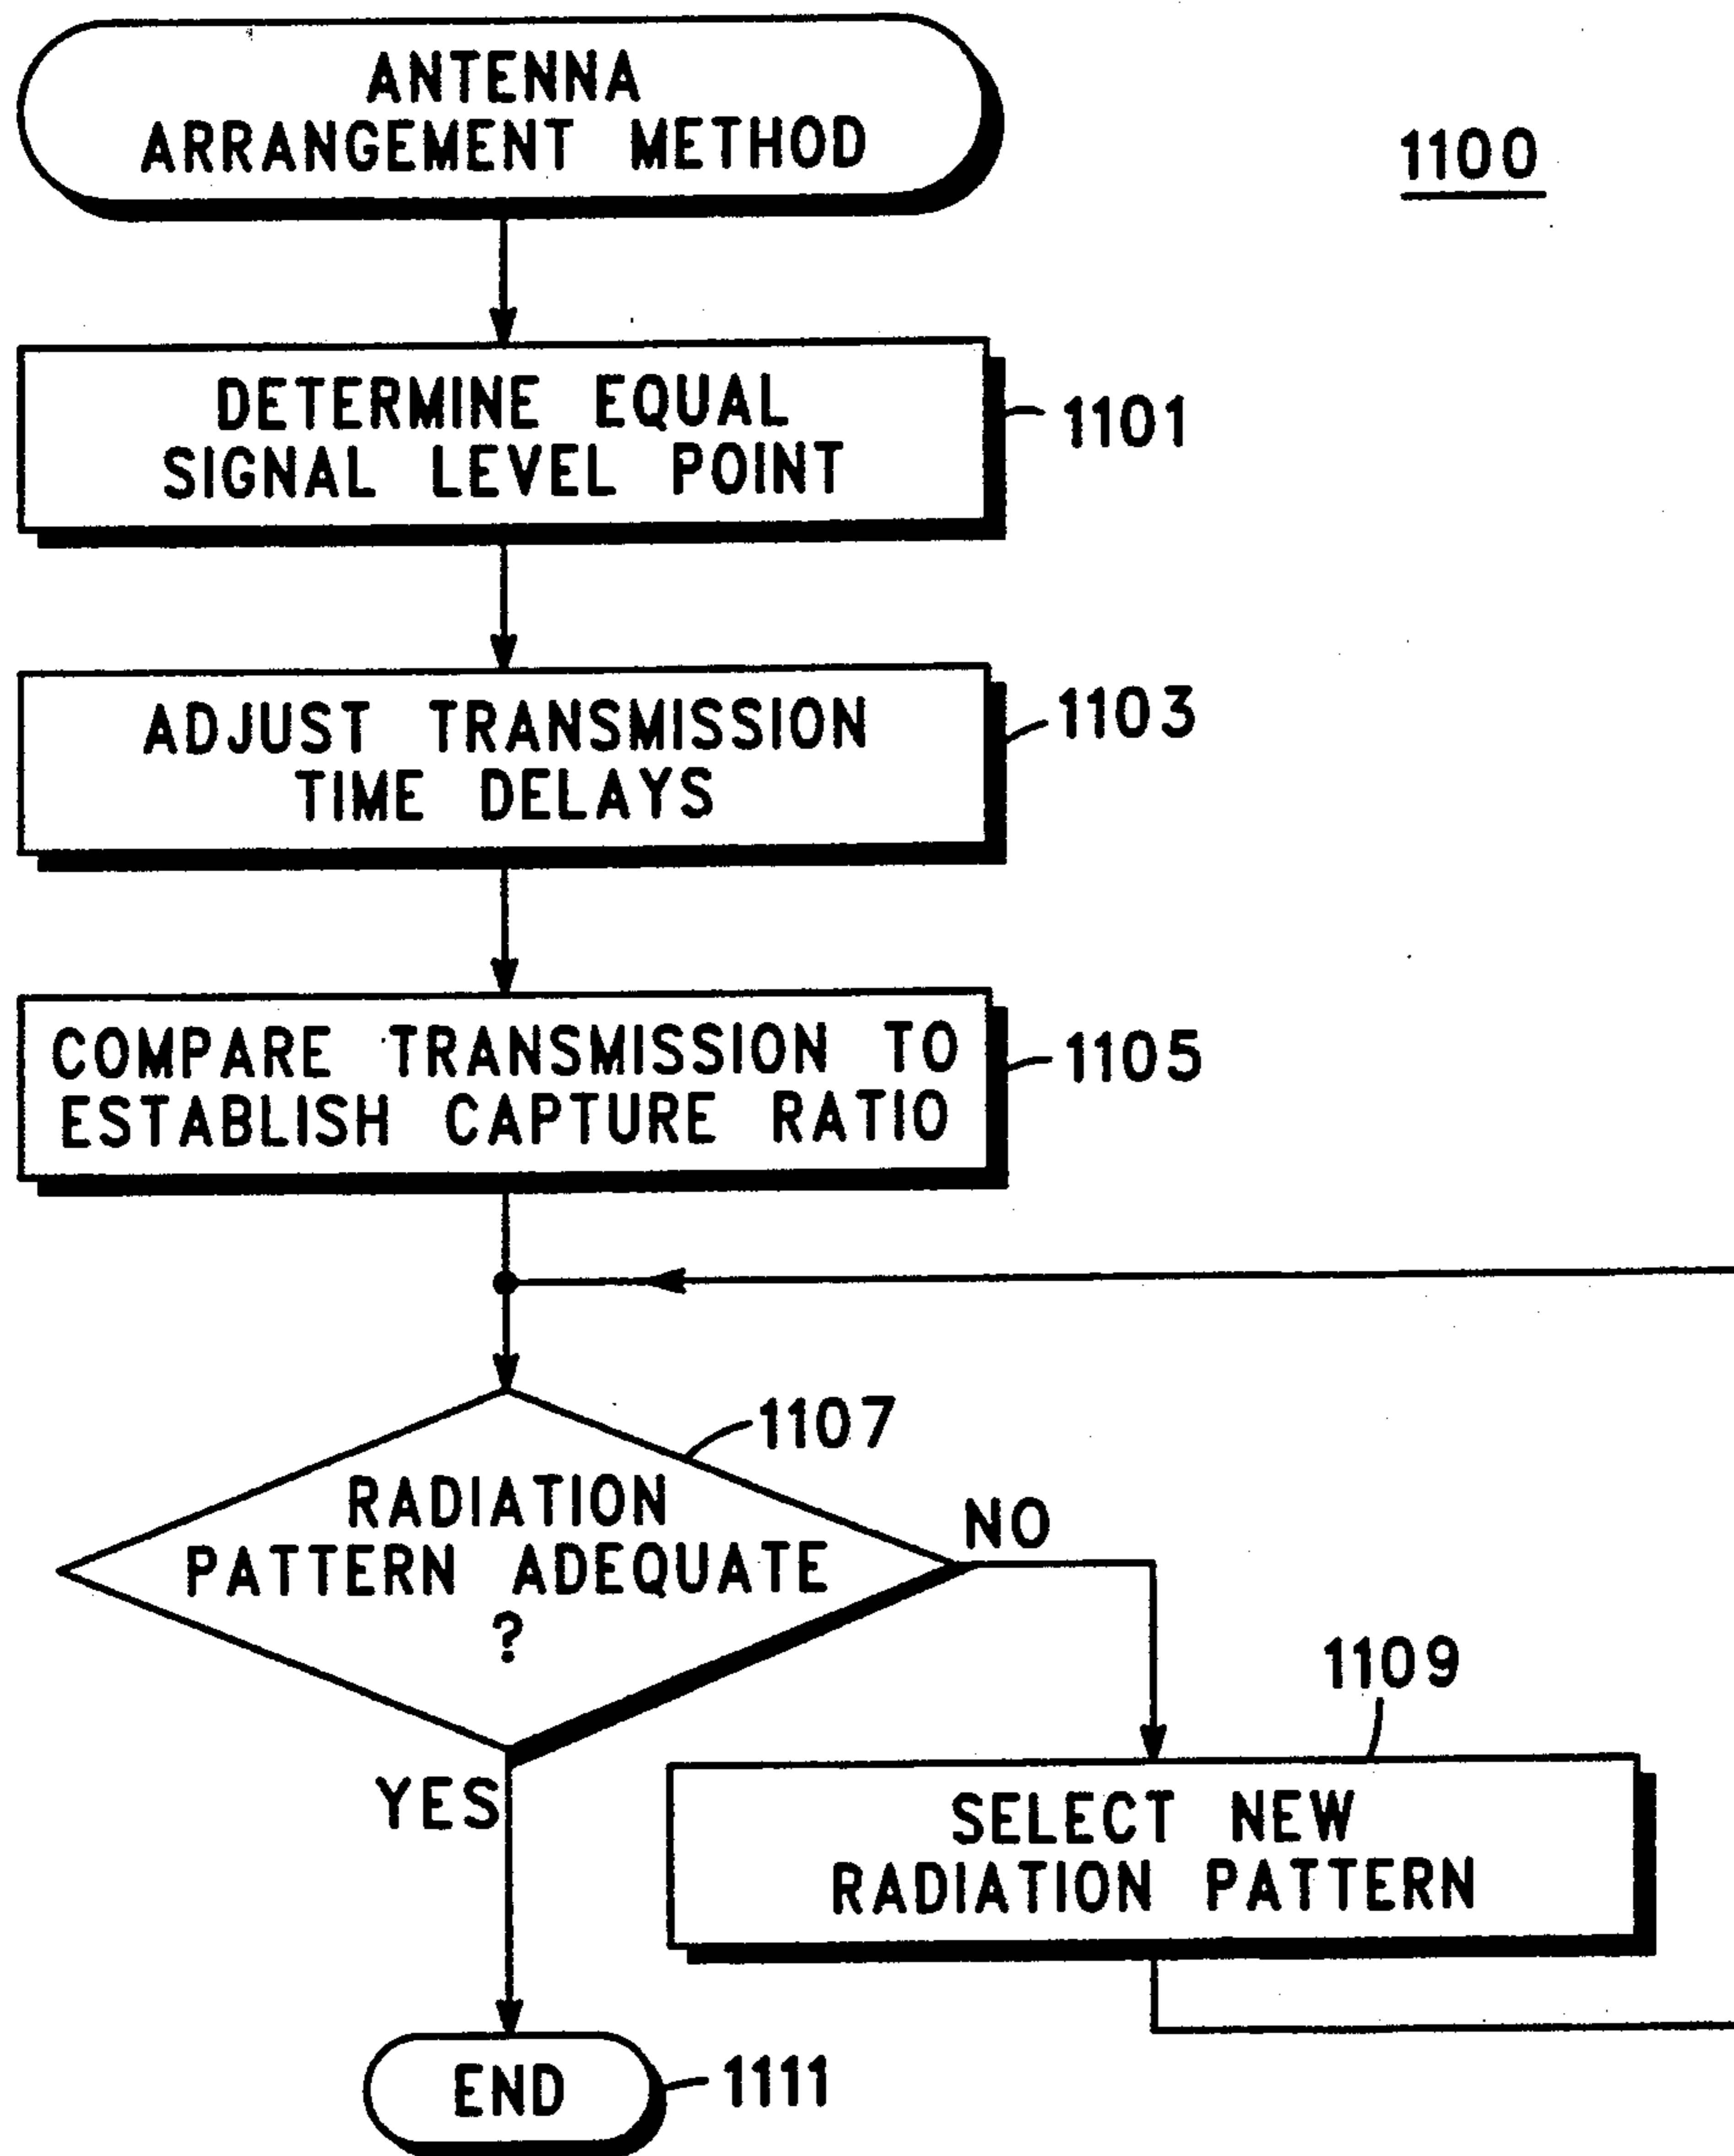 ANTENNA
ARRANGEMENT METHOD
1100
DETERMINE EQUAL
SIGNAL LEVEL POINT
1101
ADJUST TRANSMISSION
TIME DELAYS
1103
COMPARE TRANSMISSION TO
ESTABLISH CAPTURE RATIO
1105
1107
RADIATION
PATTERN ADEQUATE
?
NO
YES
1109
SELECT NEW
RADIATION PATTERN
END
1111